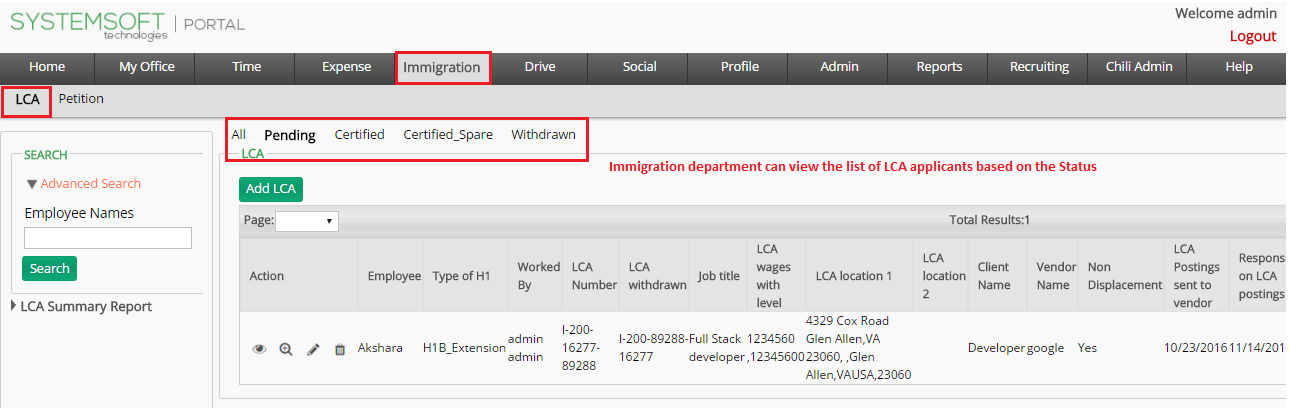 SYSTEMSOFT
technologies
PORTAL
Welcome admin
Logout
Home My Office Time Expense Immigration Drive Social Profile Admin Reports Recruiting Chili Admin Help
LCA Petition
All Pending Certified Certified_Spare Withdrawn
SEARCH
Advanced Search
Employee Names
Search
LCA Summary Report
LCA
Immigration department can view the list of LCA applicants based on the Status
Add LCA
Page:
Total Results:1
Action
Employee
Type of H1
Worked
By
LCA
Number
LCA
withdrawn
Job title
LCA
wages
with
level
LCA location 1
LCA
location
2
Client
Name
Vendor
Name
Non
Displacement
LCA
Postings
sent to
vendor
Respons
on LCA
postings
Akshara
H1B_Extension
admin
admin
I-200-
16277-
89288
I-200-89288-
16277
Full Stack
developer
1234560
,12345600
4329 Cox Road
Glen Allen,VA
23060, ,Glen
Allen,VAUSA,23060
Developer
google
Yes
10/23/2016
11/14/201